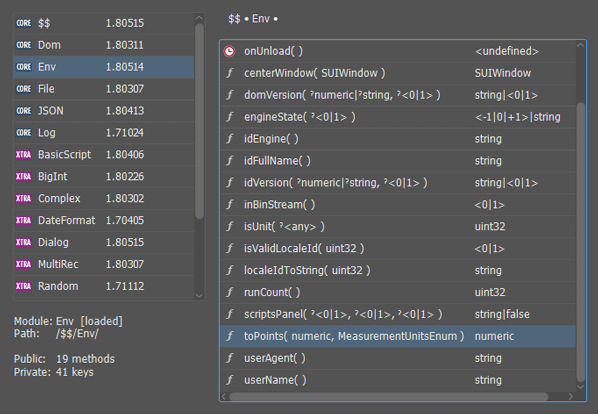 CORE $$ 1.80515
CORE Dom 1.80311
CORE Env 1.80514
CORE File 1.80307
CORE JSON 1.80413
CORE Log 1.71024
XTRA BasicScript 1.80406
XTRA BigInt 1.80226
XTRA Complex 1.80302
XTRA DateFormat 1.70405
XTRA Dialog 1.80515
XTRA MultiRec 1.80307
XTRA Random 1.71112
Module: Env [loaded]
Path: /$$/Env/
Public: 19 methods
Private: 41 keys
$$ • Env •
onUnload( ) <undefined>
ƒ centerWindow( SUIWindow ) SUIWindow
ƒ domVersion( ?numeric|?string, ?<0|1> ) string|<0|1>
ƒ engineState( ?<0|1> ) <-1|0|+1>|string
ƒ idEngine( ) string
ƒ idFullName( ) string
ƒ idVersion( ?numeric|?string, ?<0|1> ) string|<0|1>
ƒ inBinStream( ) <0|1>
ƒ isUnit( ?<any> ) uint32
ƒ isValidLocaleId( uint32 ) <0|1>
ƒ localeIdToString( uint32 ) string
ƒ runCount( ) uint32
ƒ scriptsPanel( ?<0|1>, ?<0|1>, ?<0|1> ) string|false
ƒ toPoints( numeric, MeasurementUnitsEnum ) numeric
ƒ userAgent( ) string
ƒ userName( ) string